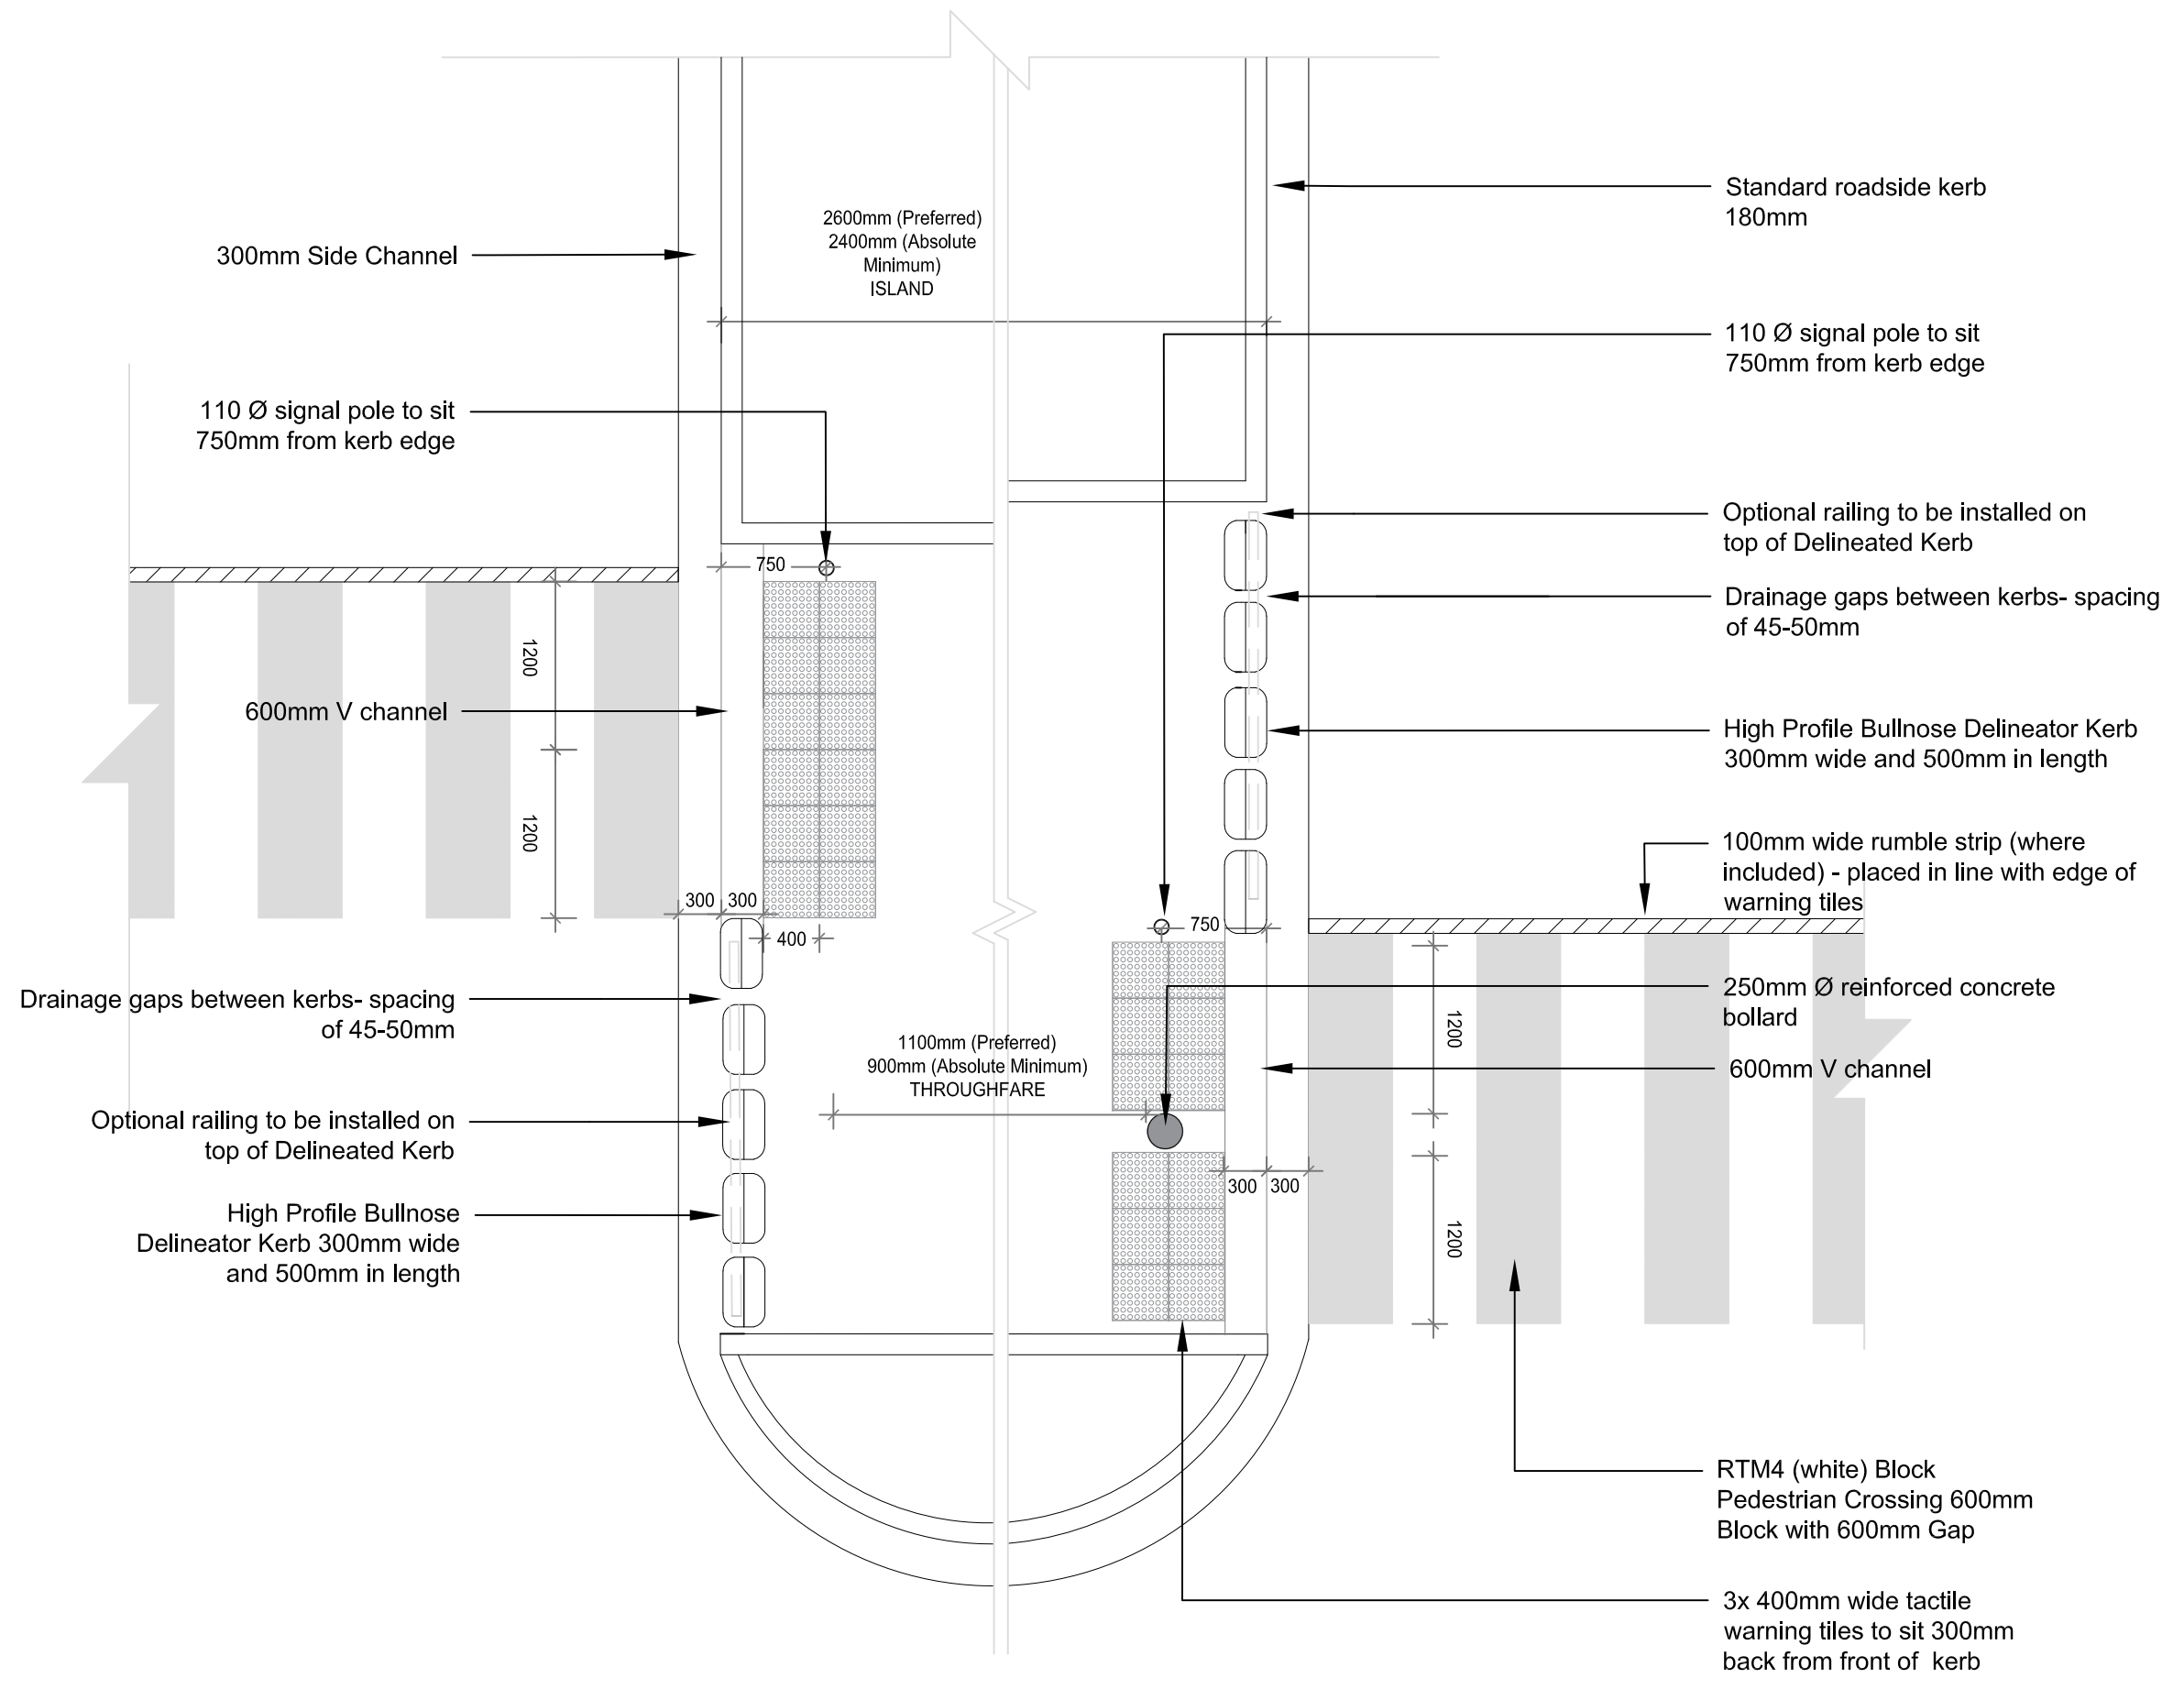 2600mm (Preferred)
2400mm (Absolute
Minimum)
ISLAND
300mm Side Channel
110 Ø signal pole to sit
750mm from kerb edge
750
1200
600mm V channel
1200
300
300
400
Drainage gaps between kerbs- spacing
of 45-50mm
1100mm (Preferred)
900mm (Absolute Minimum)
THROUGHFARE
Optional railing to be installed on
top of Delineated Kerb
High Profile Bullnose
Delineator Kerb 300mm wide
and 500mm in length
Standard roadside kerb
180mm
110 Ø signal pole to sit
750mm from kerb edge
Optional railing to be installed on
top of Delineated Kerb
Drainage gaps between kerbs- spacing
of 45-50mm
High Profile Bullnose Delineator Kerb
300mm wide and 500mm in length
100mm wide rumble strip (where
included) - placed in line with edge of
warning tiles
750
250mm Ø reinforced concrete
bollard
1200
600mm V channel
300
300
1200
RTM4 (white) Block
Pedestrian Crossing 600mm
Block with 600mm Gap
3x 400mm wide tactile
warning tiles to sit 300mm
back from front of kerb